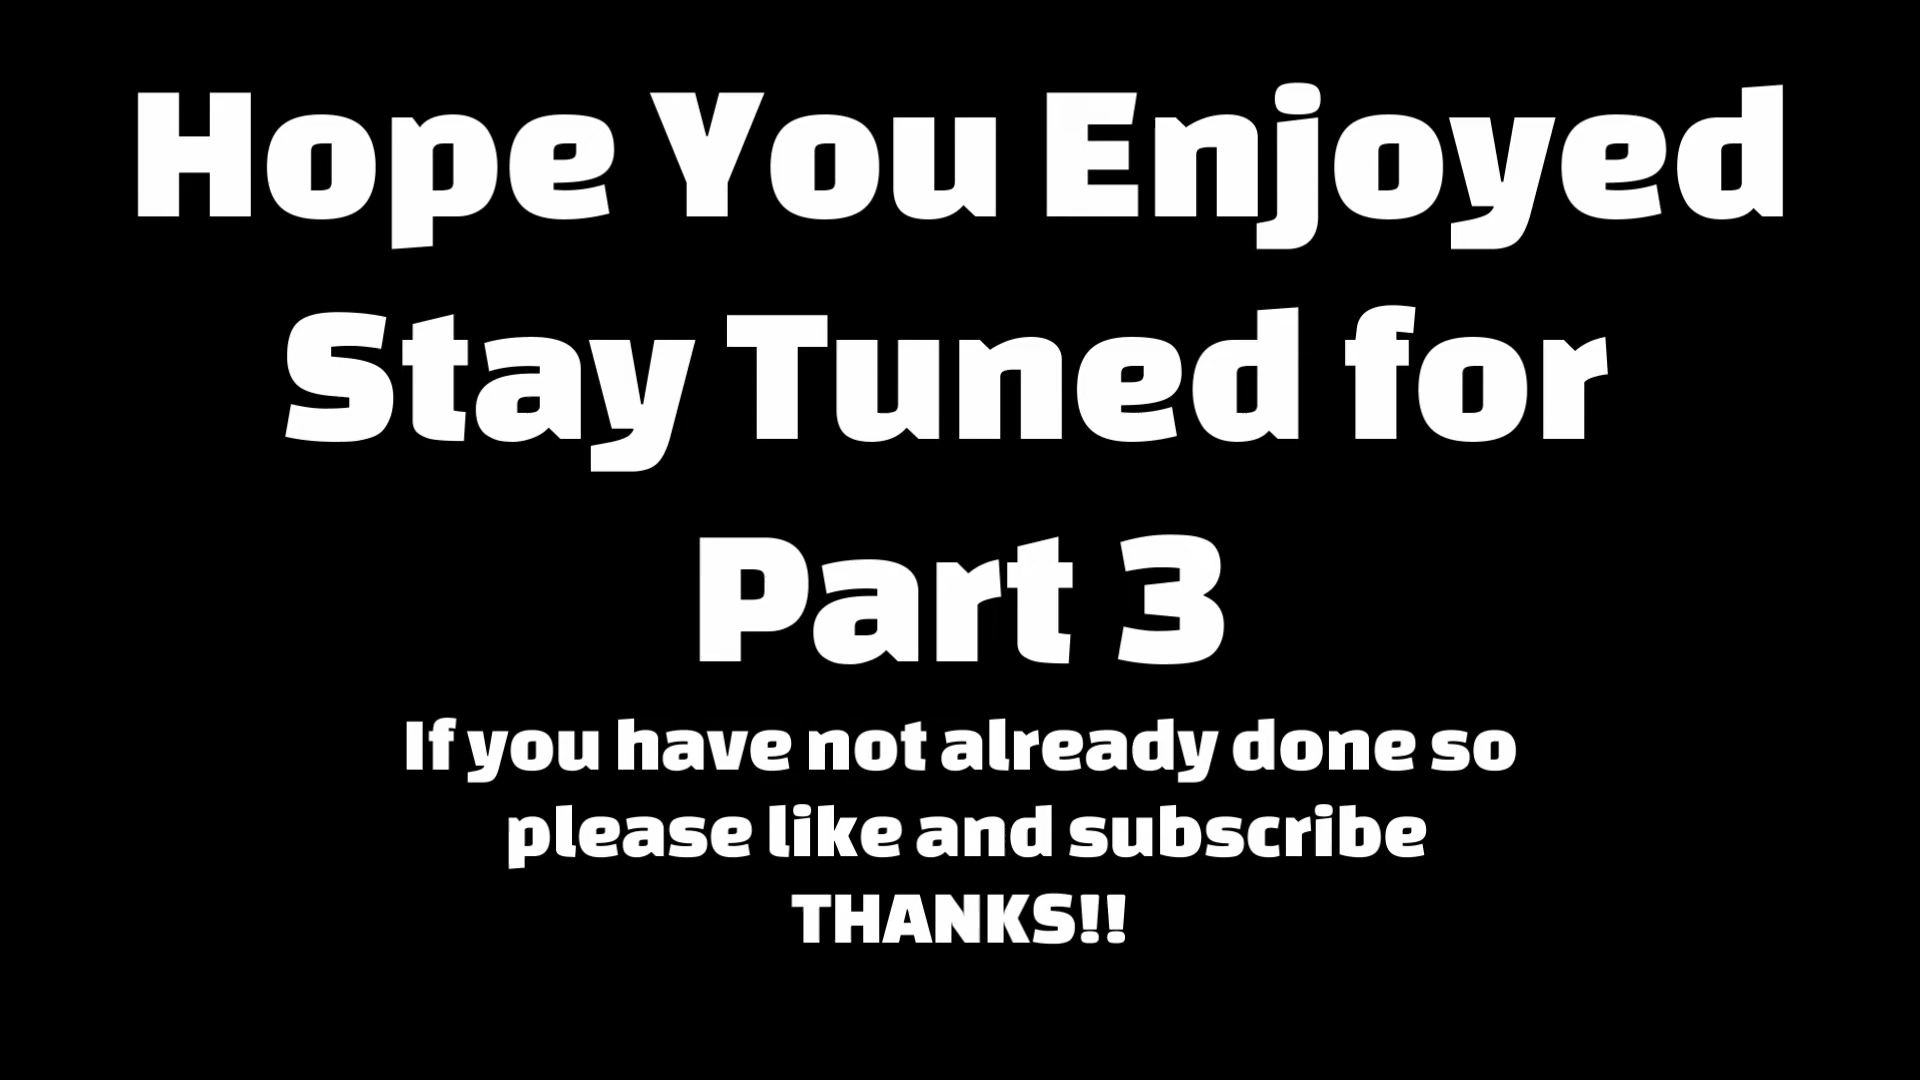 Hope You Enjoyed
Stay Tuned for
Part 3
If you have not already done so
please like and subscribe
THANKS!!